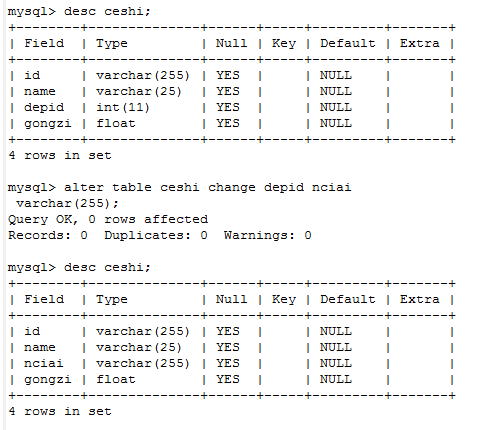 mysql> desc ceshi;
+--------+--------------+------+-----+---------+-------+
| Field  | Type         | Null | Key | Default | Extra |
+--------+--------------+------+-----+---------+-------+
| id     | varchar(255) | YES  |     | NULL    |       |
| name   | varchar(25)  | YES  |     | NULL    |       |
| depid  | int(11)      | YES  |     | NULL    |       |
| gongzi | float        | YES  |     | NULL    |       |
+--------+--------------+------+-----+---------+-------+
4 rows in set
mysql> alter table ceshi change depid nciai
 varchar(255);
Query OK, 0 rows affected
Records: 0  Duplicates: 0  Warnings: 0
mysql> desc ceshi;
+--------+--------------+------+-----+---------+-------+
| Field  | Type         | Null | Key | Default | Extra |
+--------+--------------+------+-----+---------+-------+
| id     | varchar(255) | YES  |     | NULL    |       |
| name   | varchar(25)  | YES  |     | NULL    |       |
| nciai  | varchar(255) | YES  |     | NULL    |       |
| gongzi | float        | YES  |     | NULL    |       |
+--------+--------------+------+-----+---------+-------+
4 rows in set